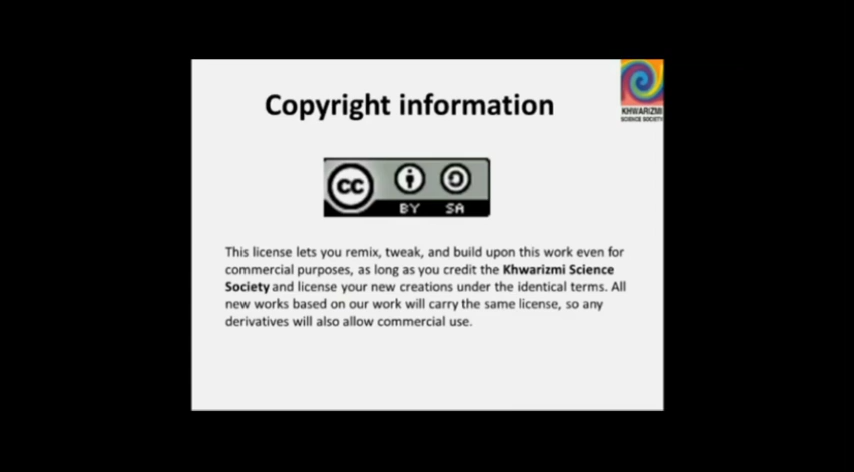 Copyright information
KHWARIZMI
SCIENCE SOCIETY
cc
BY SA
This license lets you remix, tweak, and build upon this work even for
commercial purposes, as long as you credit the Khwarizmi Science
Society and license your new creations under the identical terms. All
new works based on our work will carry the same license, so any
derivatives will also allow commercial use.